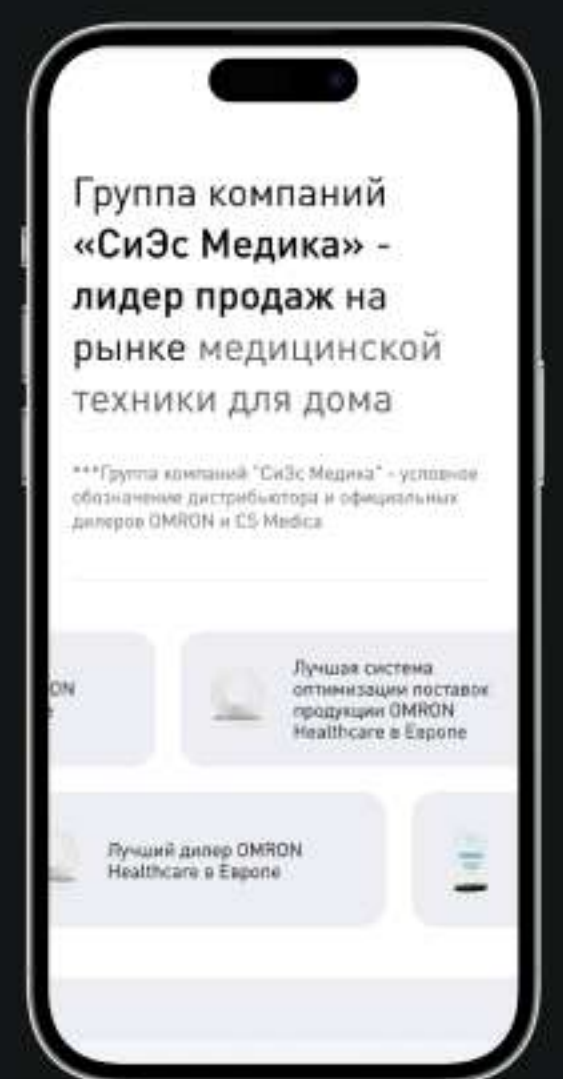 Группа компаний
«СиЭс Медика» -
лидер продаж на
рынке медицинской
техники для дома
***Группа компаний "СиЭс Медика" - условное
обозначение дистрибьютора и официальных
дилеров OMRON и CS Medica
ON
Лучшая система
оптимизации поставок
продукции OMRON
Healthcare в Европе
Лучший дилер OMRON
Healthcare в Европе